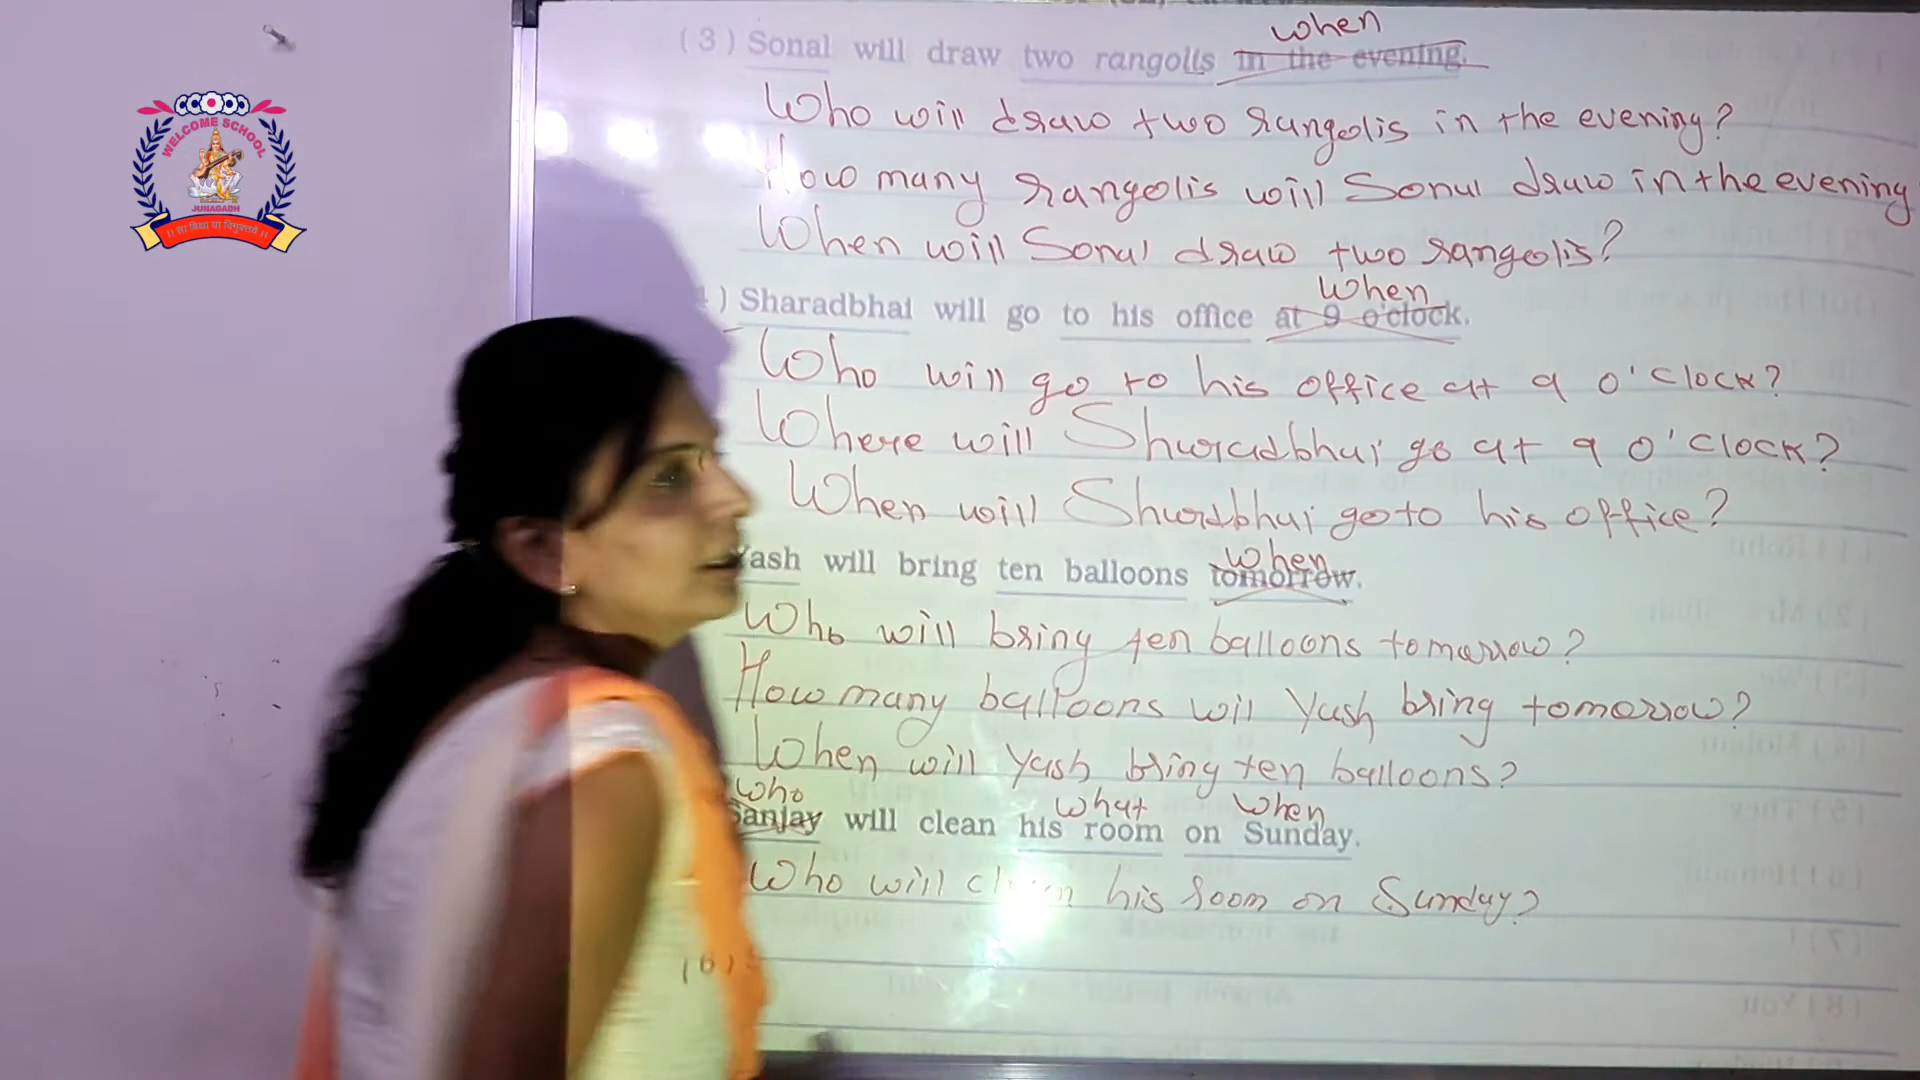 WELCOME SCHOOL
JUNAGADH
॥ सा विद्या या विमुक्तये ॥
when
(3) Sonal will draw two rangolis in the evening.
Who will draw two rangolis in the evening?
How many rangolis will Sonal draw in the evening
When will Sonal draw two rangolis?
when
) Sharadbhai will go to his office at 9 o'clock.
Who will go to his office at 9 o'clock?
Where will Sharadbhai go at 9 o'clock?
When will Shardbhai go to his office?
when
Yash will bring ten balloons tomorrow.
Who will bring ten balloons tomorrow?
How many balloons will Yash bring tomorrow?
When will Yash bring ten balloons?
who what when
Sanjay will clean his room on Sunday.
Who will his room on Sunday?
(6)